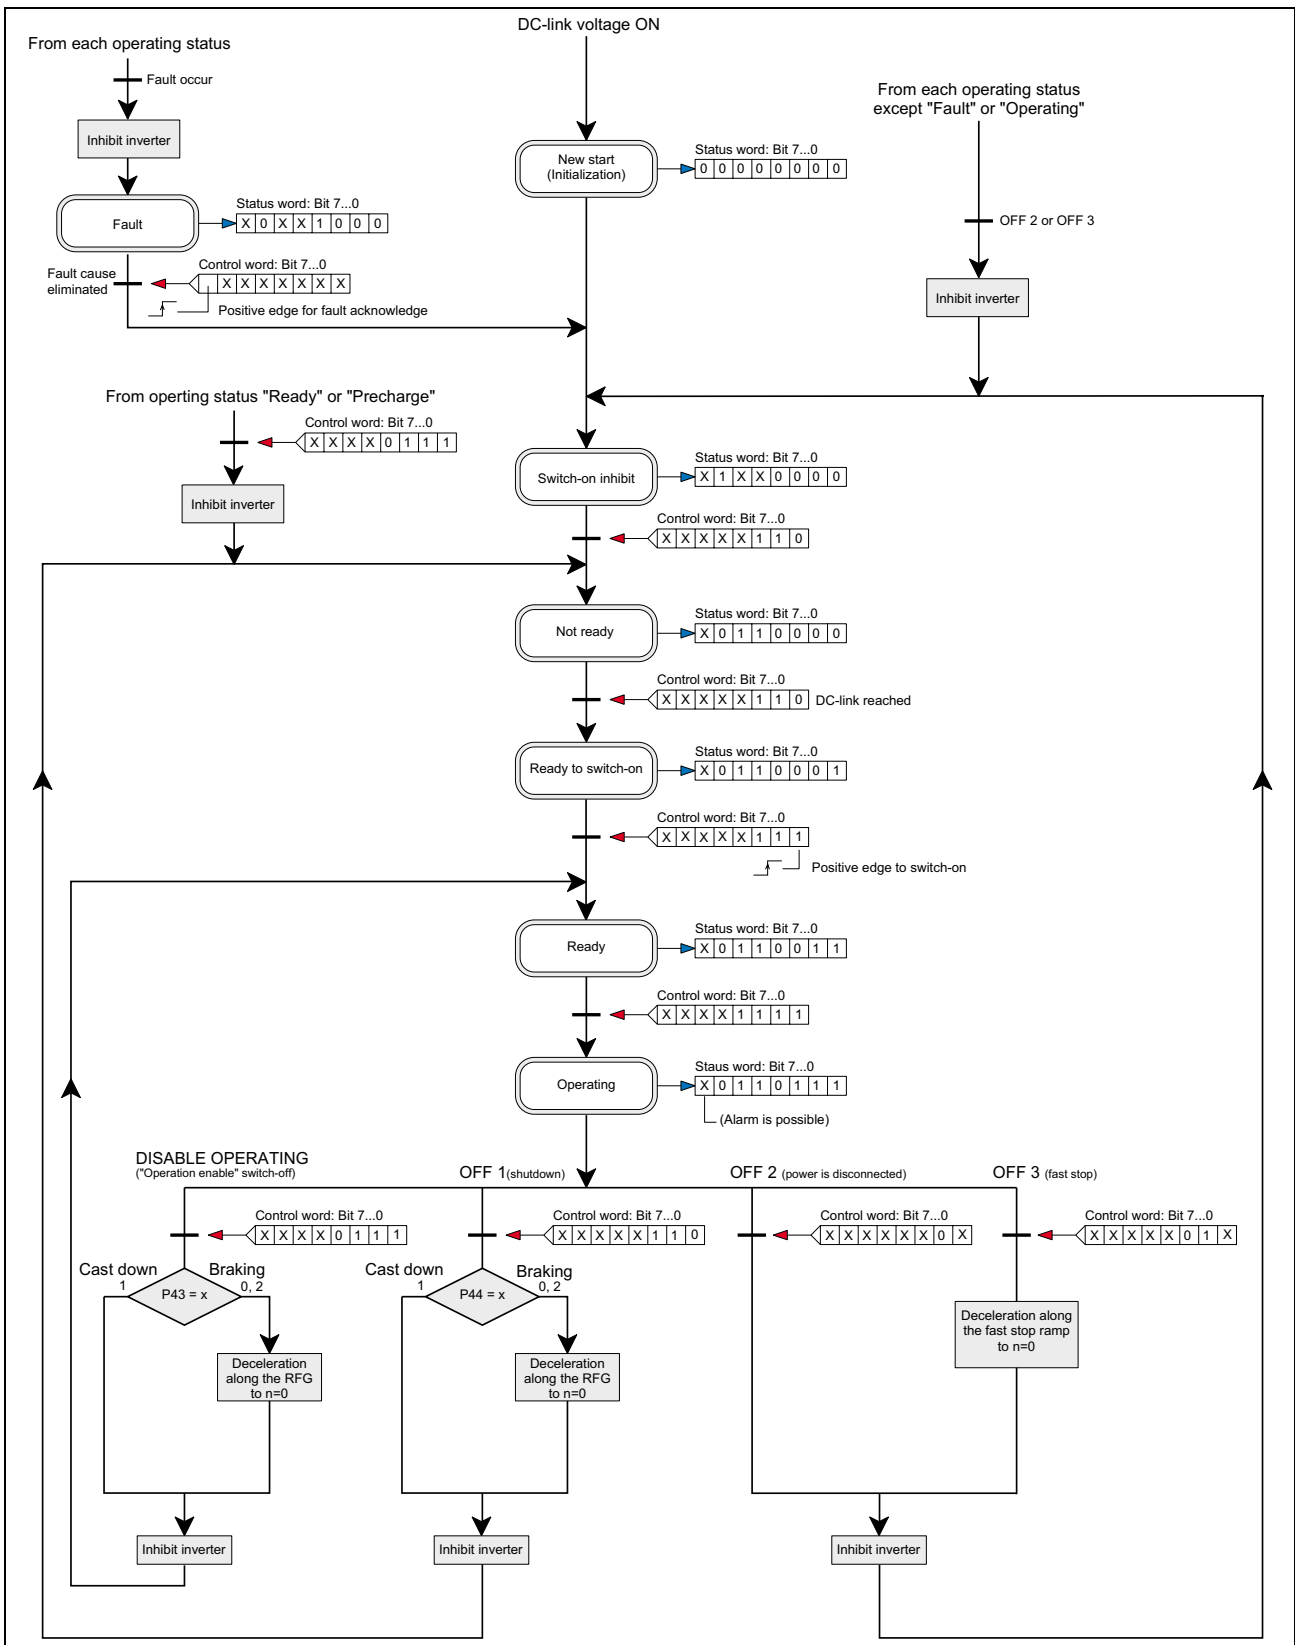 DC-link voltage ON
From each operating status
Fault occur
From each operating status
except "Fault" or "Operating"
Inhibit inverter
New start
(Initialization)
Status word: Bit 7...0
0 0 0 0 0 0 0 0
Fault
Status word: Bit 7...0
X 0 X X 1 0 0 0
OFF 2 or OFF 3
Fault cause
eliminated
Control word: Bit 7...0
X X X X X X X
Positive edge for fault acknowledge
Inhibit inverter
From operting status "Ready" or "Precharge"
Control word: Bit 7...0
X X X X 0 1 1 1
Inhibit inverter
Switch-on inhibit
Status word: Bit 7...0
X 1 X X 0 0 0 0
Control word: Bit 7...0
X X X X X 1 1 0
Not ready
Status word: Bit 7...0
X 0 1 1 0 0 0 0
Control word: Bit 7...0
X X X X X 1 1 0 DC-link reached
Ready to switch-on
Status word: Bit 7...0
X 0 1 1 0 0 0 1
Control word: Bit 7...0
X X X X X 1 1 1
Positive edge to switch-on
Ready
Status word: Bit 7...0
X 0 1 1 0 0 1 1
Control word: Bit 7...0
X X X X 1 1 1 1
Operating
Staus word: Bit 7...0
X 0 1 1 0 1 1 1
(Alarm is possible)
DISABLE OPERATING
("Operation enable" switch-off)
Control word: Bit 7...0
X X X X 0 1 1 1
Cast down
1
Braking
0, 2
P43 = x
Deceleration
along the RFG
to n=0
Inhibit inverter
OFF 1 (shutdown)
Control word: Bit 7...0
X X X X X 1 1 0
Cast down
1
Braking
0, 2
P44 = x
Deceleration
along the RFG
to n=0
Inhibit inverter
OFF 2 (power is disconnected)
Control word: Bit 7...0
X X X X X X 0 X
OFF 3 (fast stop)
Control word: Bit 7...0
X X X X X 0 1 X
Deceleration along
the fast stop ramp
to n=0
Inhibit inverter